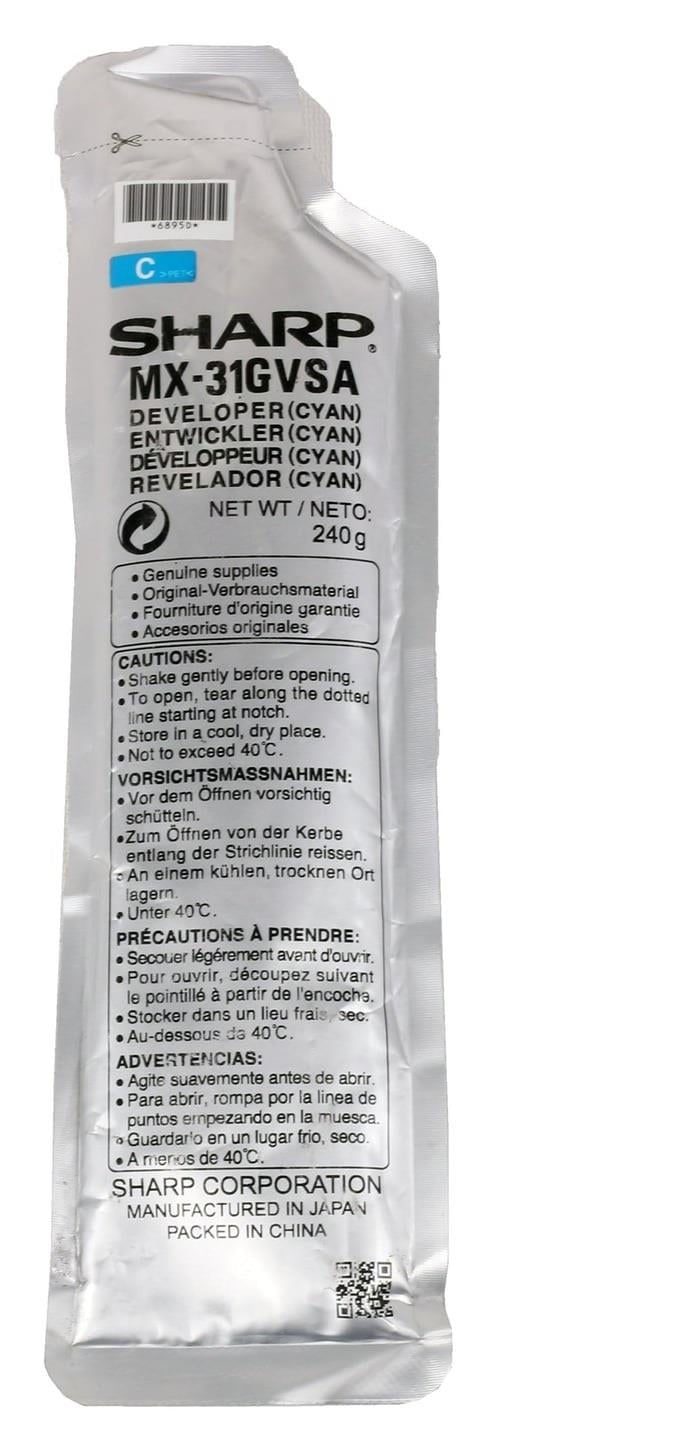 *6895D*
C >PET<
SHARP®
MX-31GVSA
DEVELOPER (CYAN)
ENTWICKLER (CYAN)
DÉVELOPPEUR (CYAN)
REVELADOR (CYAN)
NET WT / NETO:
240g
• Genuine supplies
• Original-Verbrauchsmaterial
• Fourniture d'origine garantie
• Accesorios originales
CAUTIONS:
• Shake gently before opening.
• To open, tear along the dotted
line starting at notch.
• Store in a cool, dry place.
• Not to exceed 40°C.
VORSICHTSMASSNAHMEN:
• Vor dem Öffnen vorsichtig
schütteln.
• Zum Öffnen von der Kerbe
entlang der Strichlinie reissen.
• An einem kühlen, trocknen Ort
lagern.
• Unter 40°C.
PRÉCAUTIONS À PRENDRE:
• Secouer légérement avant d'ouvrir.
• Pour ouvrir, découpez suivant
le pointillé à partir de l'encoche.
• Stocker dans un lieu frais, sec.
• Au-dessous de 40°C.
ADVERTENCIAS:
• Agite suavemente antes de abrir.
• Para abrir, rompa por la linea de
puntos empezando en la muesca.
• Guardarlo en un lugar frio, seco.
• A menos de 40°C.
SHARP CORPORATION
MANUFACTURED IN JAPAN
PACKED IN CHINA